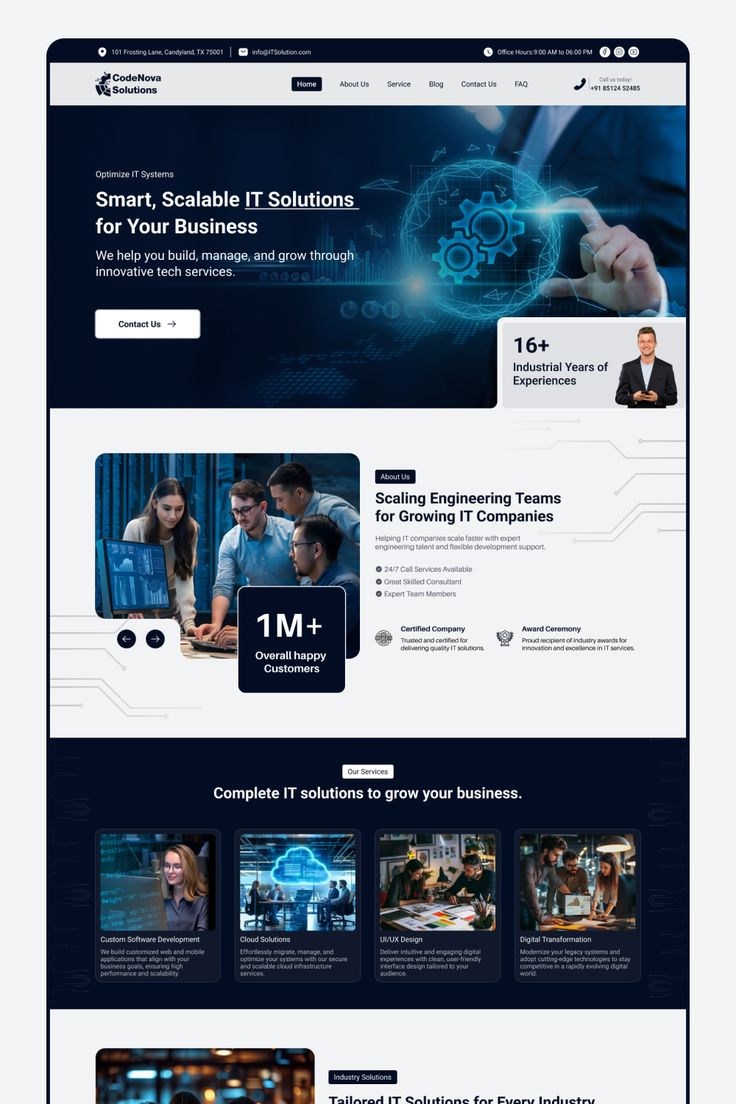 101 Frosting Lane, Candyland, TX 75001
info@ITSolution.com
Office Hours:9:00 AM to 06:00 PM
CodeNova
Solutions
Home
About Us
Service
Blog
Contact Us
FAQ
Call us today!
+91 85124 52485
Optimize IT Systems
Smart, Scalable IT Solutions
for Your Business
We help you build, manage, and grow through
innovative tech services.
Contact Us
16+
Industrial Years of
Experiences
1M+
Overall happy
Customers
About Us
Scaling Engineering Teams
for Growing IT Companies
Helping IT companies scale faster with expert
engineering talent and flexible development support.
24/7 Call Services Available
Great Skilled Consultant
Expert Team Members
Certified Company
Trusted and certified for
delivering quality IT solutions.
Award Ceremony
Proud recipient of industry awards for
innovation and excellence in IT services.
Our Services
Complete IT solutions to grow your business.
Custom Software Development
We build customized web and mobile
applications that align with your
business goals, ensuring high
performance and scalability.
Cloud Solutions
Effortlessly migrate, manage, and
optimize your systems with our secure
and scalable cloud infrastructure
services.
UI/UX Design
Deliver intuitive and engaging digital
experiences with clean, user-friendly
interface design tailored to your
audience.
Digital Transformation
Modernize your legacy systems and
adopt cutting-edge technologies to stay
competitive in a rapidly evolving digital
world.
Industry Solutions
Tailored IT Solutions for Every Industry